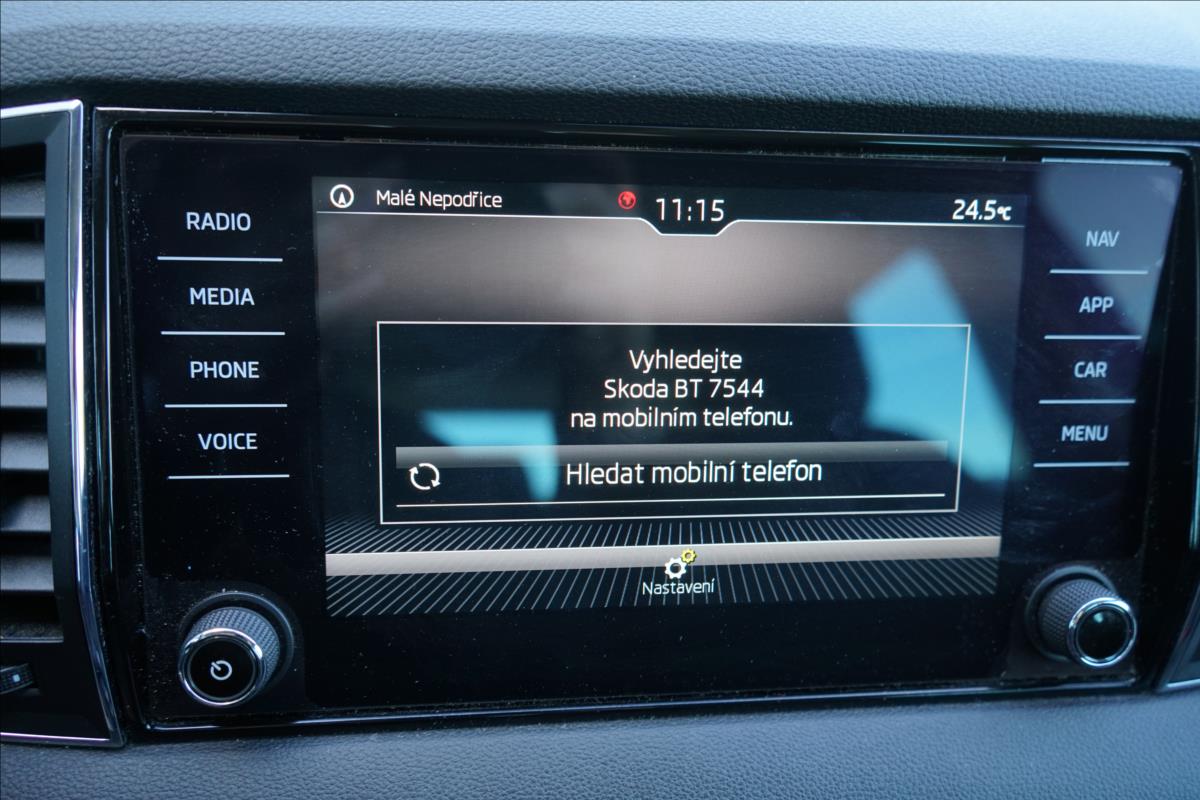 Malé Nepodřice 11:15 24.5°C
RADIO
MEDIA
PHONE
VOICE
Vyhledejte
Skoda BT 7544
na mobilním telefonu.
Hledat mobilní telefon
Nastavení
NAV
APP
CAR
MENU